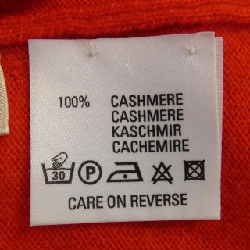 100% CASHMERE
CASHMERE
KASCHMIR
CACHEMIRE
30 P
CARE ON REVERSE